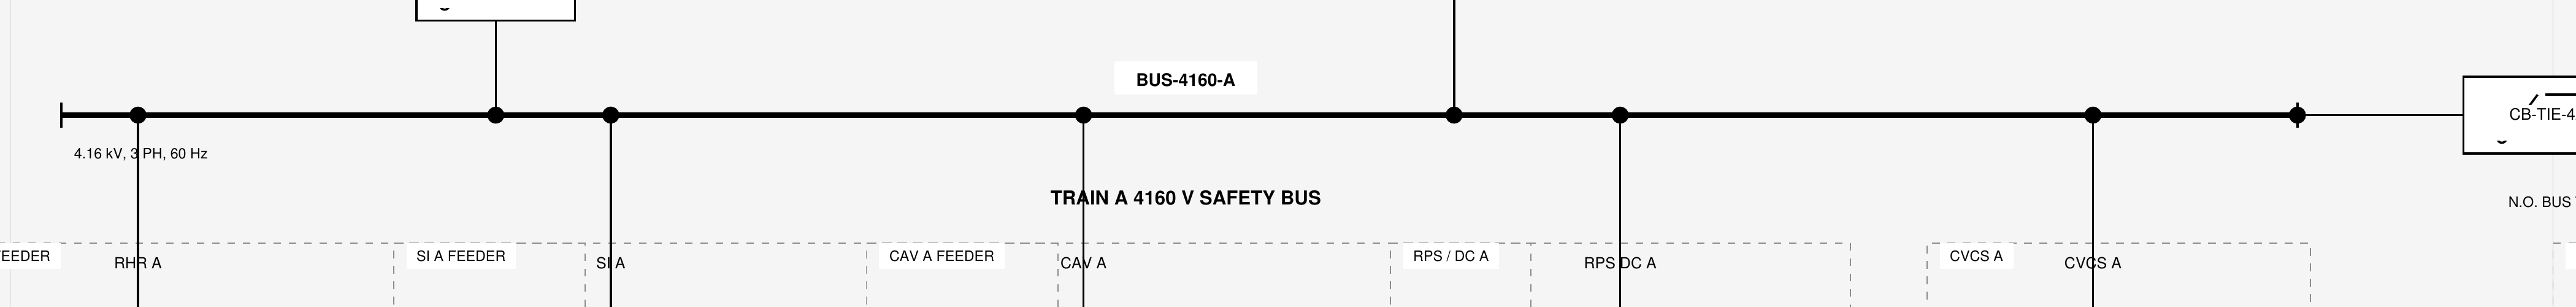 BUS-4160-A
CB-TIE-4
4.16 kV, 3 PH, 60 Hz
TRAIN A 4160 V SAFETY BUS
N.O. BUS
EEDER
SI A FEEDER
CAV A FEEDER
RPS / DC A
CVCS A
RHR A
SI A
CAV A
RPS DC A
CVCS A